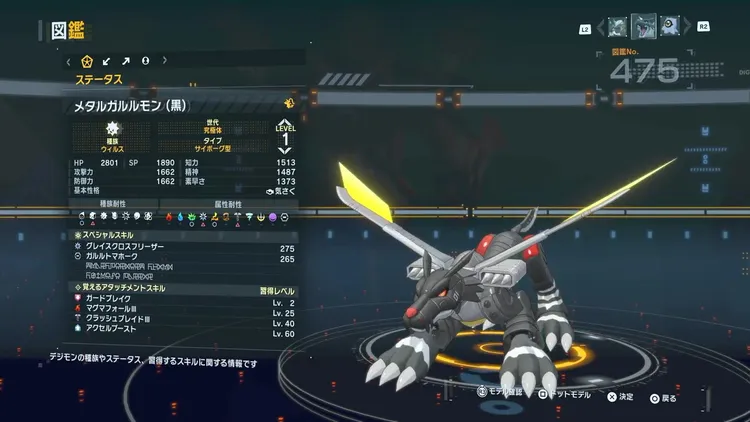 図鑑
L2
R2
図鑑No.
475
ステータス
メタルガルルモン（黒）
種族
ウィルス
世代
究極体
タイプ
サイボーグ型
LEVEL
1
HP 2801 SP 1890 知力 1513
攻撃力 1662 精神 1487
防御力 1662 素早さ 1373
基本性格 気さく
種族耐性 属性耐性
スペシャルスキル
グレイスクロスフリーザー 275
ガルルトマホーク 265
覚えるアタッチメントスキル 習得レベル
ガードブレイク Lv. 2
マグマフォールⅢ Lv. 25
クラッシュブレイドⅢ Lv. 40
アクセルブースト Lv. 60
デジモンの種族やステータス、習得するスキルに関する情報です
モデル確認 ドットモデル 決定 戻る